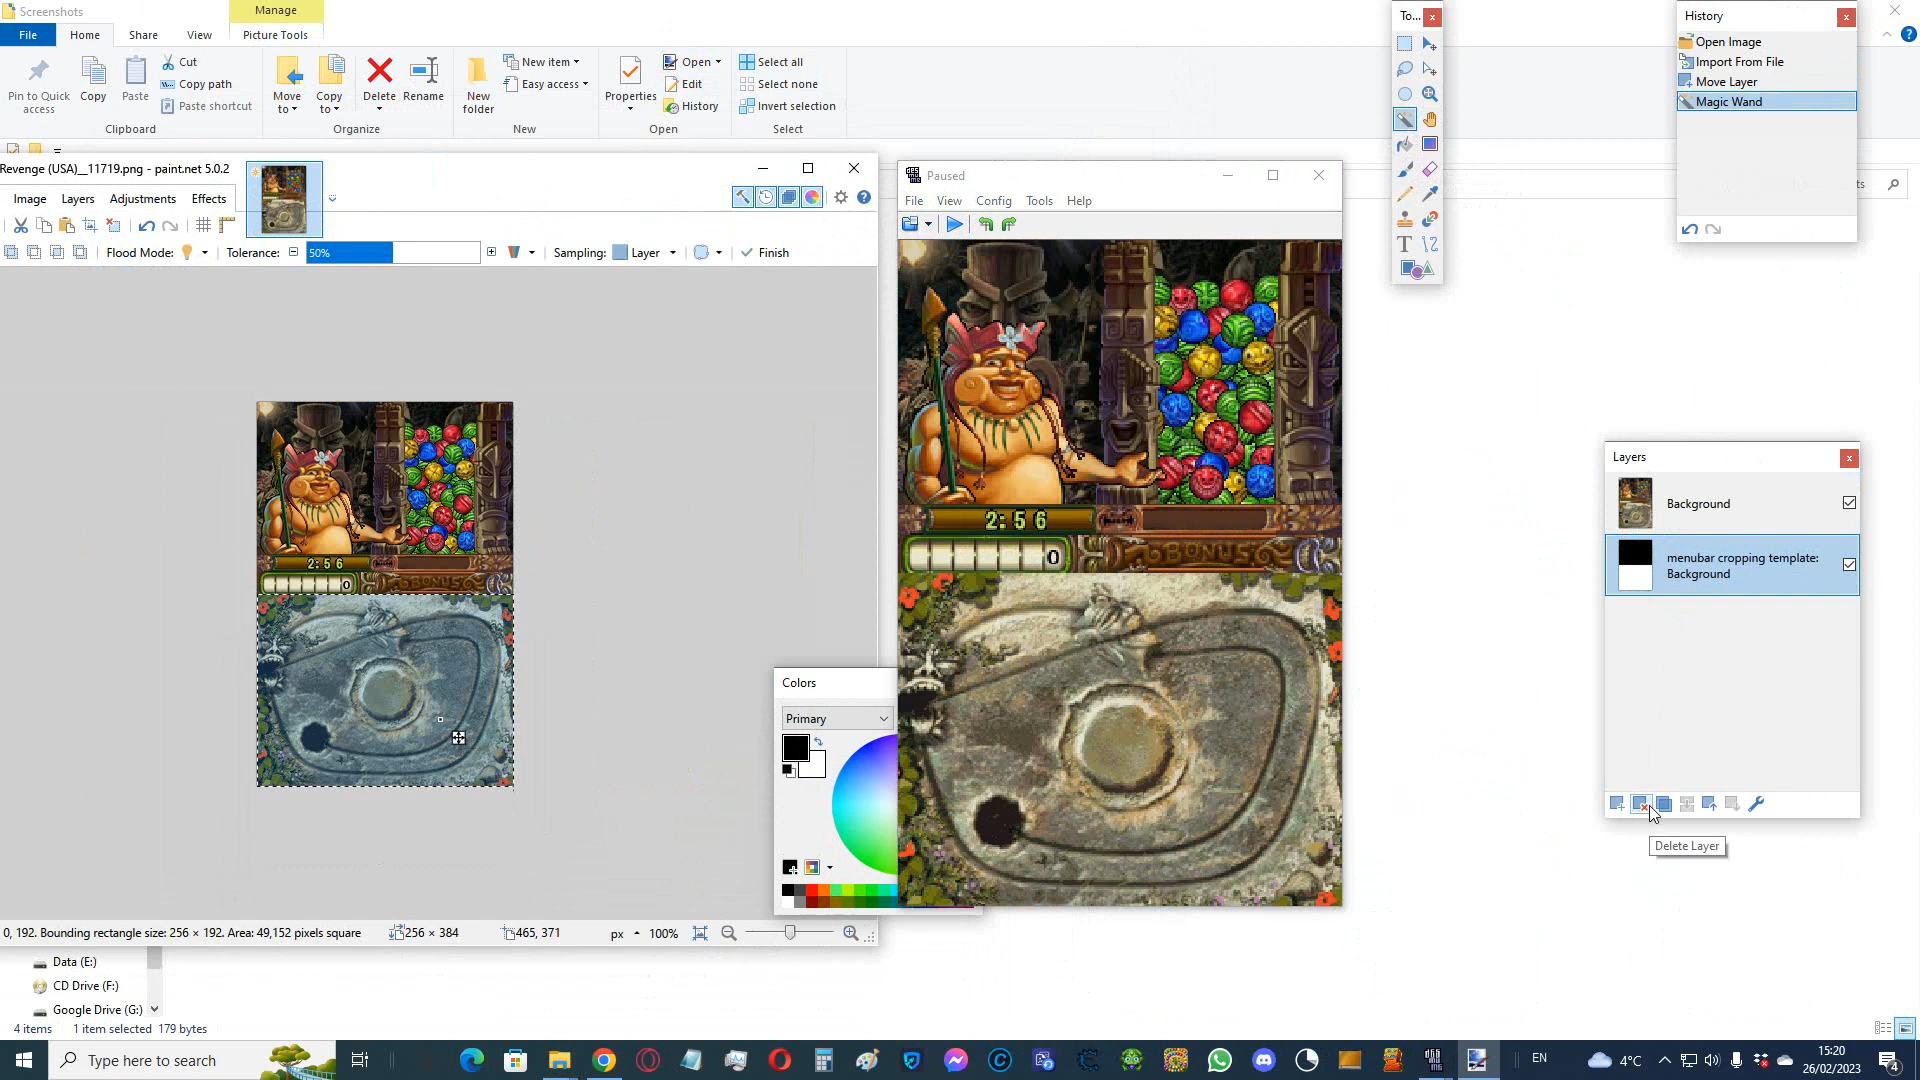 Screenshots
Manage
File
Home
Share
View
Picture Tools
Pin to Quick access
Copy
Paste
Cut
Copy path
Paste shortcut
Move to
Copy to
Delete
Rename
New folder
New item
Easy access
Properties
Open
Edit
History
Select all
Select none
Invert selection
Clipboard
Organize
New
Open
Select
Revenge (USA)__11719.png - paint.net 5.0.2
Image
Layers
Adjustments
Effects
Flood Mode:
Tolerance:
50%
Sampling:
Layer
Finish
2:56
0
BONUS
Paused
File
View
Config
Tools
Help
2:56
0
BONUS
To...
History
Open Image
Import From File
Move Layer
Magic Wand
ts
Layers
Background
menubar cropping template:
Background
Delete Layer
Colors
Primary
0, 192. Bounding rectangle size: 256 × 192. Area: 49,152 pixels square
256 × 384
465, 371
px
100%
Data (E:)
CD Drive (F:)
Google Drive (G:)
4 items
1 item selected
179 bytes
Type here to search
EN
4°C
15:20
26/02/2023
4